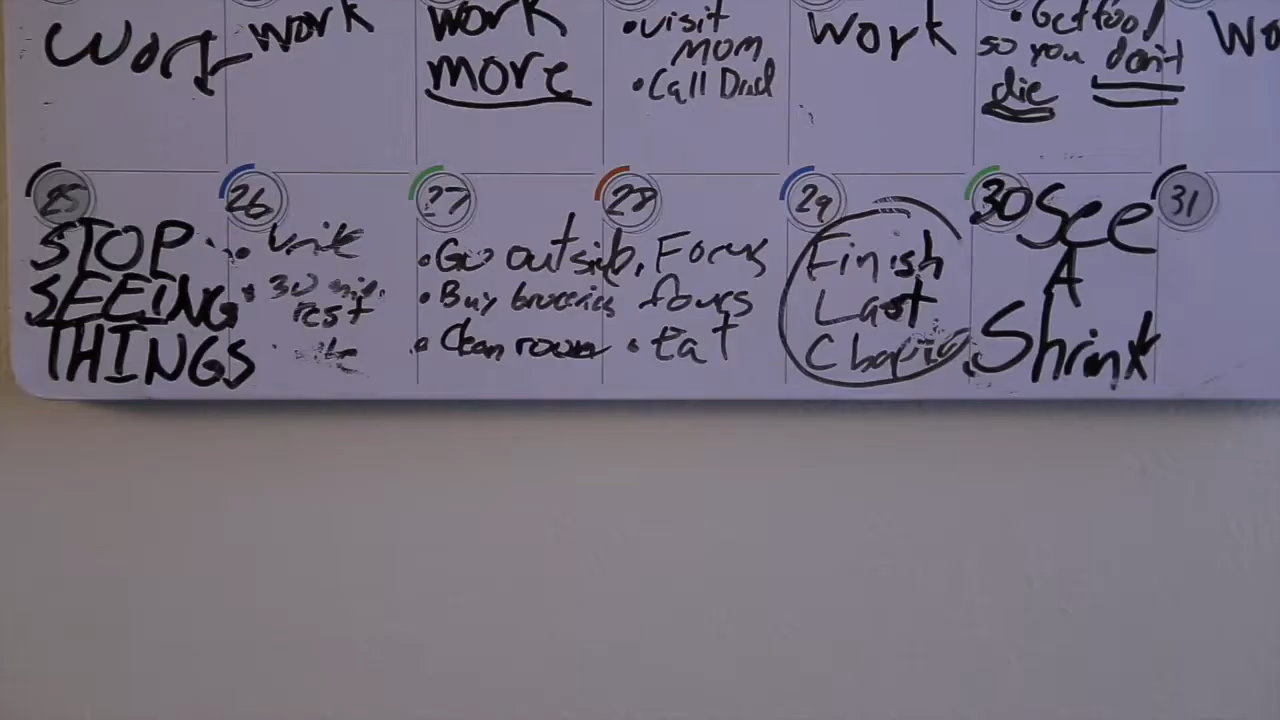 Work
work
work
more
• visit
mom
• Call Dad
Work
• Get food
so you don't
die
Wo
25
STOP
SEEING
THINGS
26
• Write
• 30 min.
rest
27
• Go outside
• Buy Groceries
• Clean room
28
• Focus
focus
• eat
29
Finish
Last
30
See
A
Shrink
31